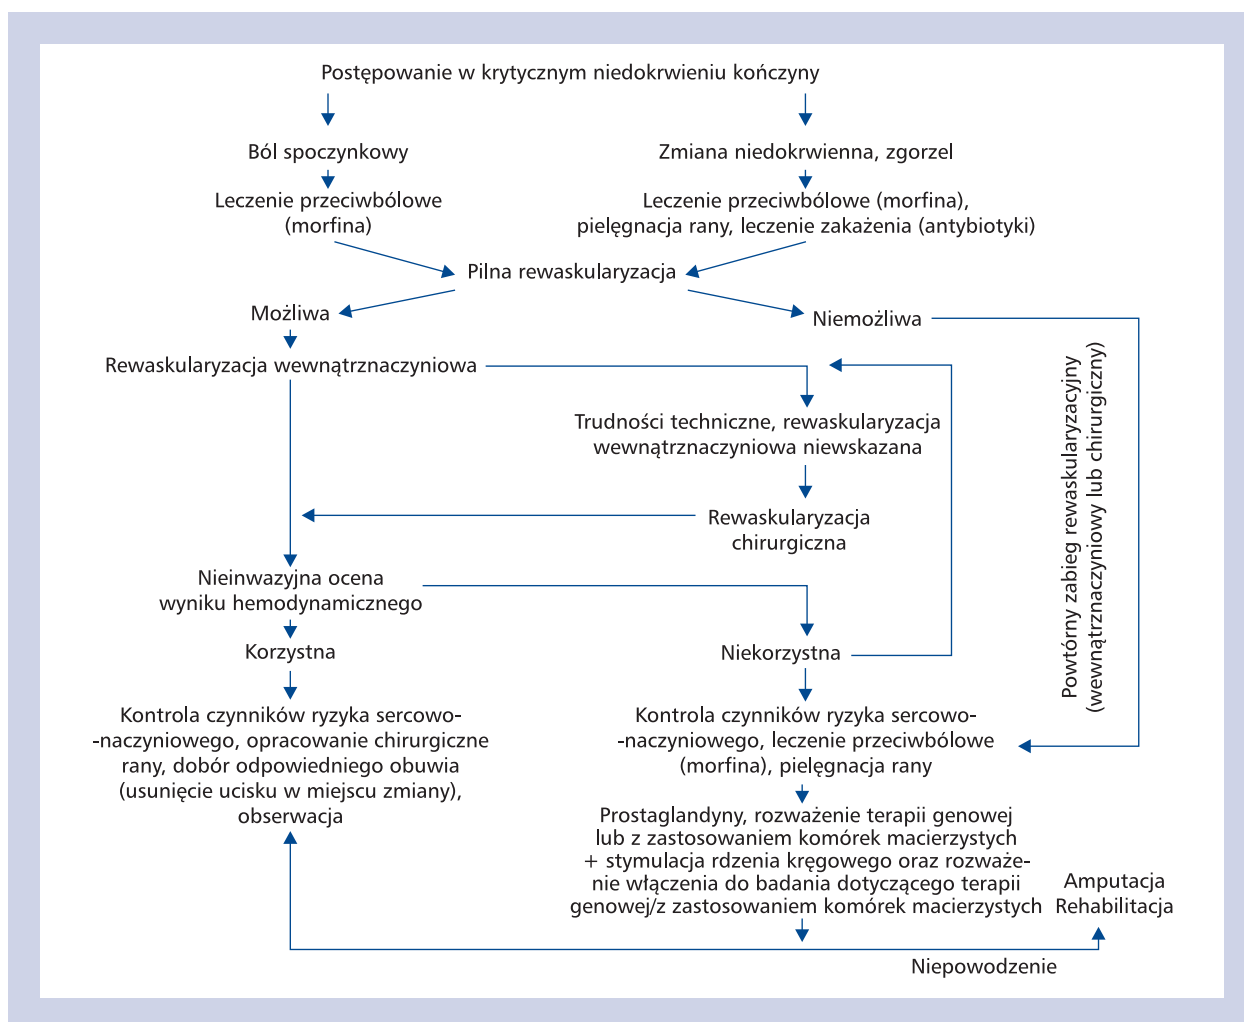 Postępowanie w krytycznym niedokrwieniu kończyny
Ból spoczynkowy
Zmiana niedokrwienna, zgorzel
Leczenie przeciwbólowe
(morfina)
Leczenie przeciwbólowe (morfina),
pielęgnacja rany, leczenie zakażenia (antybiotyki)
Pilna rewaskularyzacja
Możliwa
Niemożliwa
Rewaskularyzacja wewnątrznaczyniowa
Trudności techniczne, rewaskularyzacja
wewnątrznaczyniowa niewskazana
Rewaskularyzacja
chirurgiczna
Powtórny zabieg rewaskularyzacyjny
(wewnątrznaczyniowy lub chirurgiczny)
Nieinwazyjna ocena
wyniku hemodynamicznego
Korzystna
Niekorzystna
Kontrola czynników ryzyka sercowo-
-naczyniowego, opracowanie chirurgiczne
rany, dobór odpowiedniego obuwia
(usunięcie ucisku w miejscu zmiany),
obserwacja
Kontrola czynników ryzyka sercowo-
-naczyniowego, leczenie przeciwbólowe
(morfina), pielęgnacja rany
Prostaglandyny, rozważenie terapii genowej
lub z zastosowaniem komórek macierzystych
+ stymulacja rdzenia kręgowego oraz rozważe-
nie włączenia do badania dotyczącego terapii
genowej/z zastosowaniem komórek macierzystych
Amputacja
Rehabilitacja
Niepowodzenie